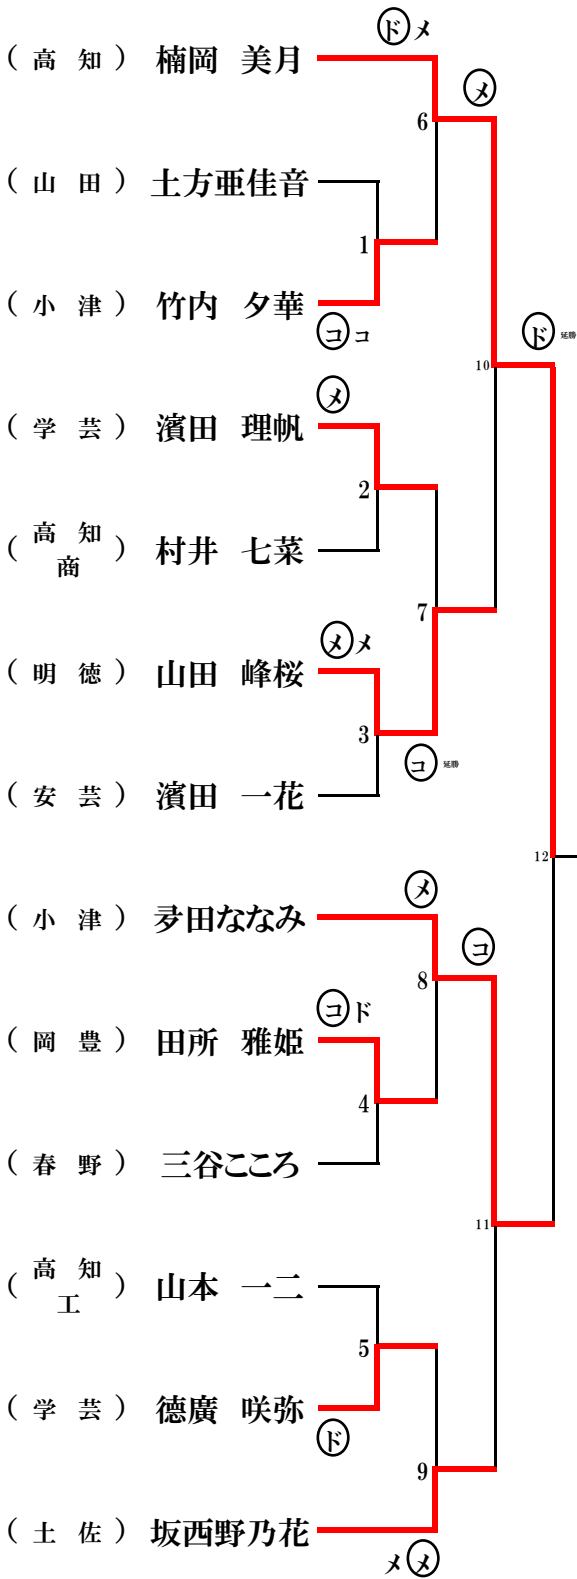 ドメ
(高 知) 楠岡 美月
メ
6
(山 田) 土方亜佳音
1
(小 津) 竹内 夕華
ココ
ド 延勝
10
メ
(学 芸) 濱田 理帆
2
(高 知 商) 村井 七菜
7
メメ
(明 徳) 山田 峰桜
3
コ 延勝
(安 芸) 濱田 一花
12
メ
(小 津) 田ななみ
コ
8
コド
(岡 豊) 田所 雅姫
4
(春 野) 三谷こころ
11
(高 知 工) 山本 一二
5
(学 芸) 徳廣 咲弥
ド
9
(土 佐) 坂西野乃花
メメ